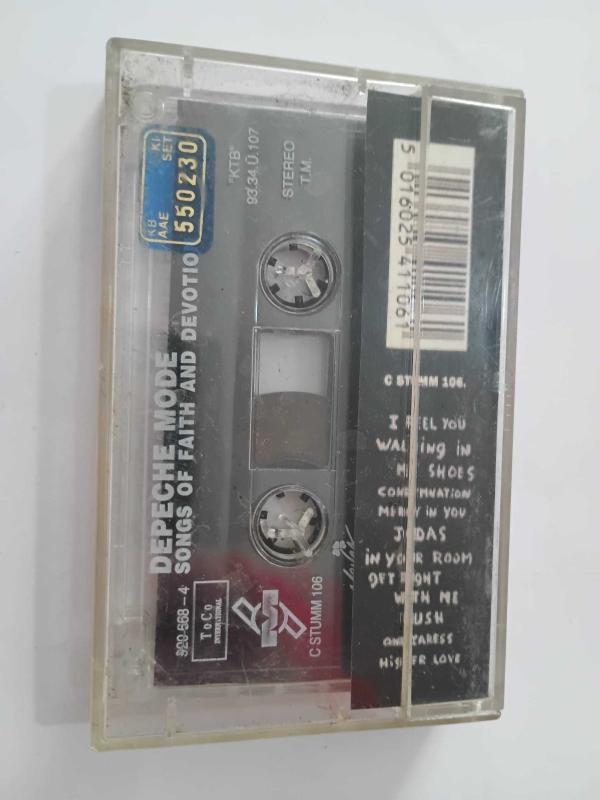 DEPECHE MODE
SONGS OF FAITH AND DEVOTIO
KB KI
AAE SET
550230
"KTB"
93.34.Ü.107
STEREO
T.M.
920 568 - 4
ToCo
INTERNATIONAL
C STUMM 106
5 016025 411061
C STUMM 106.
I FEEL YOU
WALKING IN
MY SHOES
CONDEMNATION
MERCY IN YOU
JUDAS
IN YOUR ROOM
GET RIGHT
WITH ME
RUSH
ONE CARESS
HIGHER LOVE